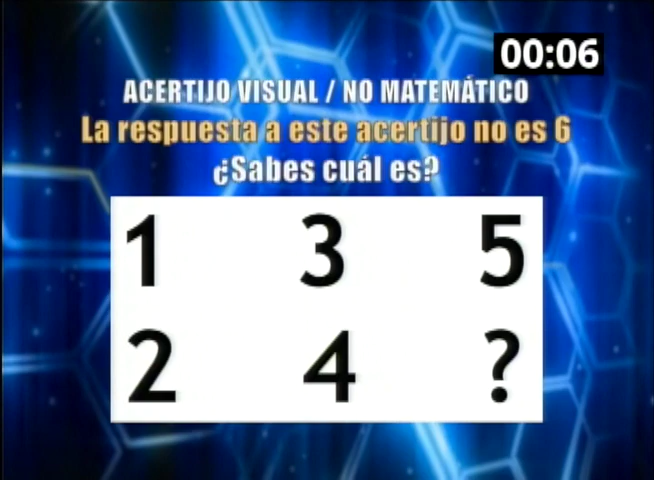 00:06
ACERTIJO VISUAL / NO MATEMÁTICO
La respuesta a este acertijo no es 6
¿Sabes cuál es?
1 3 5
2 4 ?